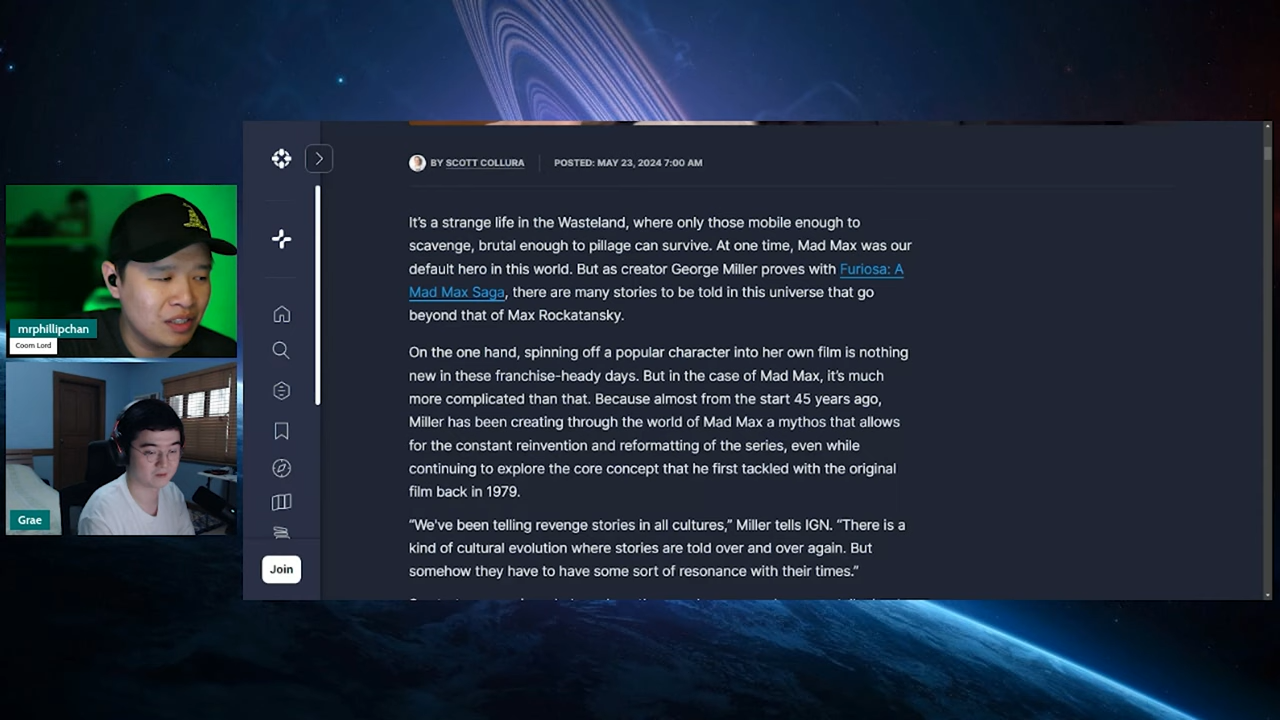 BY SCOTT COLLURA
POSTED: MAY 23, 2024 7:00 AM
It's a strange life in the Wasteland, where only those mobile enough to
scavenge, brutal enough to pillage can survive. At one time, Mad Max was our
default hero in this world. But as creator George Miller proves with Furiosa: A
Mad Max Saga, there are many stories to be told in this universe that go
beyond that of Max Rockatansky.
On the one hand, spinning off a popular character into her own film is nothing
new in these franchise-heady days. But in the case of Mad Max, it's much
more complicated than that. Because almost from the start 45 years ago,
Miller has been creating through the world of Mad Max a mythos that allows
for the constant reinvention and reformatting of the series, even while
continuing to explore the core concept that he first tackled with the original
film back in 1979.
"We've been telling revenge stories in all cultures," Miller tells IGN. "There is a
kind of cultural evolution where stories are told over and over again. But
somehow they have to have some sort of resonance with their times."
Join
mrphillipchan
Coom Lord
Grae